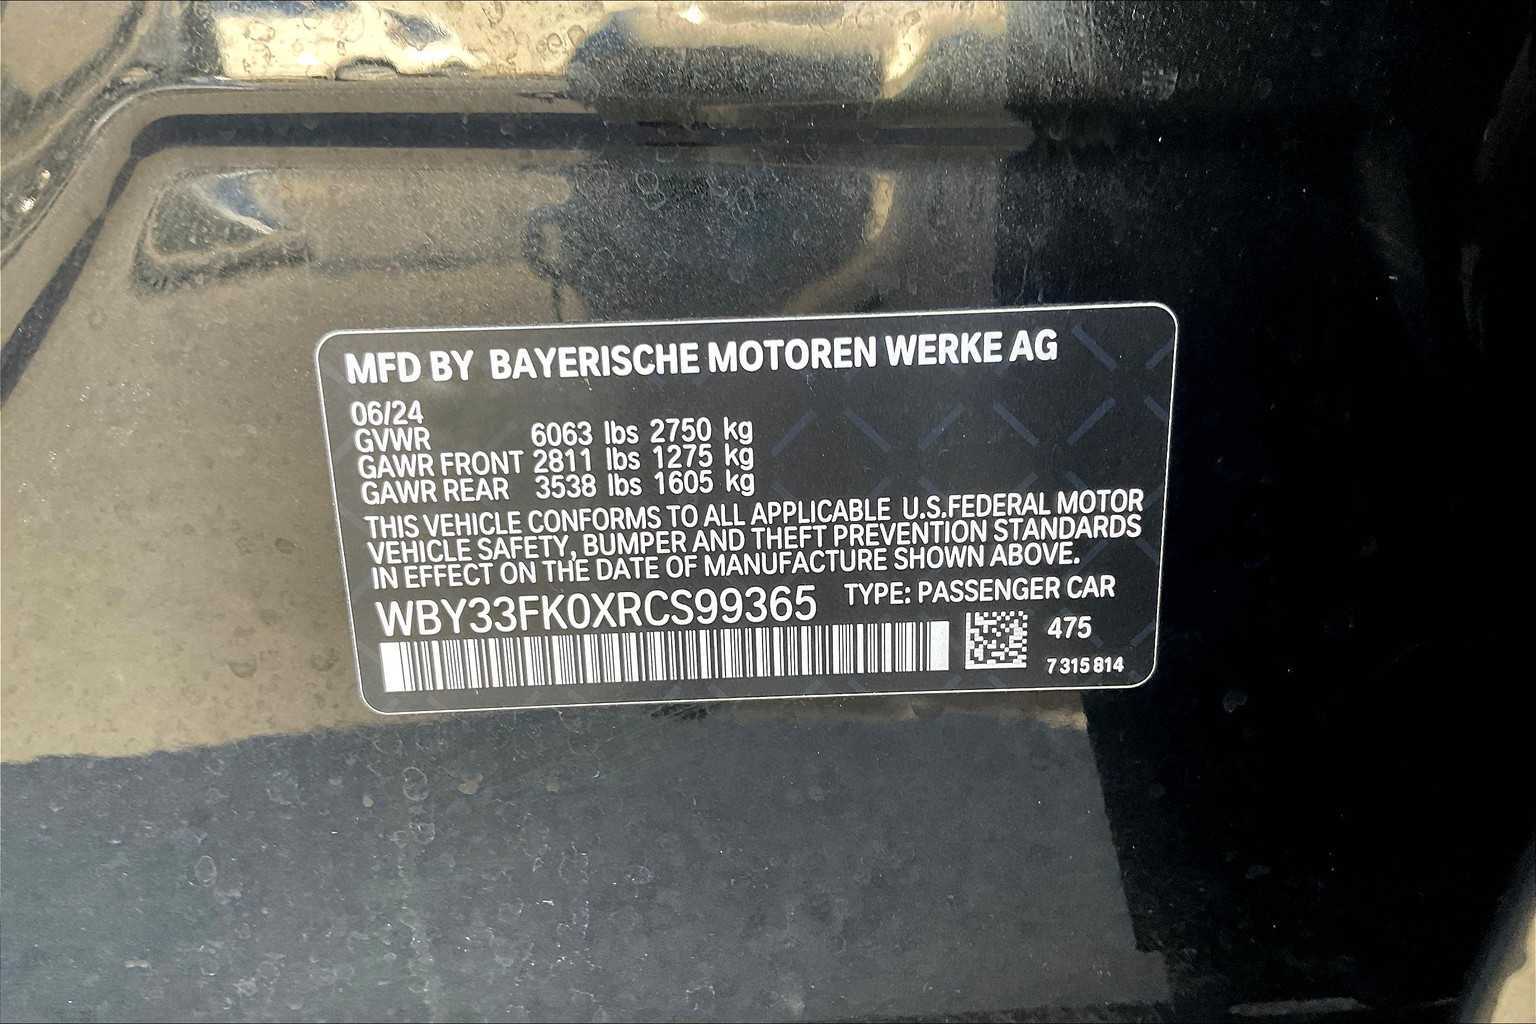 MFD BY BAYERISCHE MOTOREN WERKE AG
06/24
GVWR 6063 lbs 2750 kg
GAWR FRONT 2811 lbs 1275 kg
GAWR REAR 3538 lbs 1605 kg
THIS VEHICLE CONFORMS TO ALL APPLICABLE U.S.FEDERAL MOTOR
VEHICLE SAFETY, BUMPER AND THEFT PREVENTION STANDARDS
IN EFFECT ON THE DATE OF MANUFACTURE SHOWN ABOVE.
WBY33FK0XRCS99365 TYPE: PASSENGER CAR
475
7 315 814